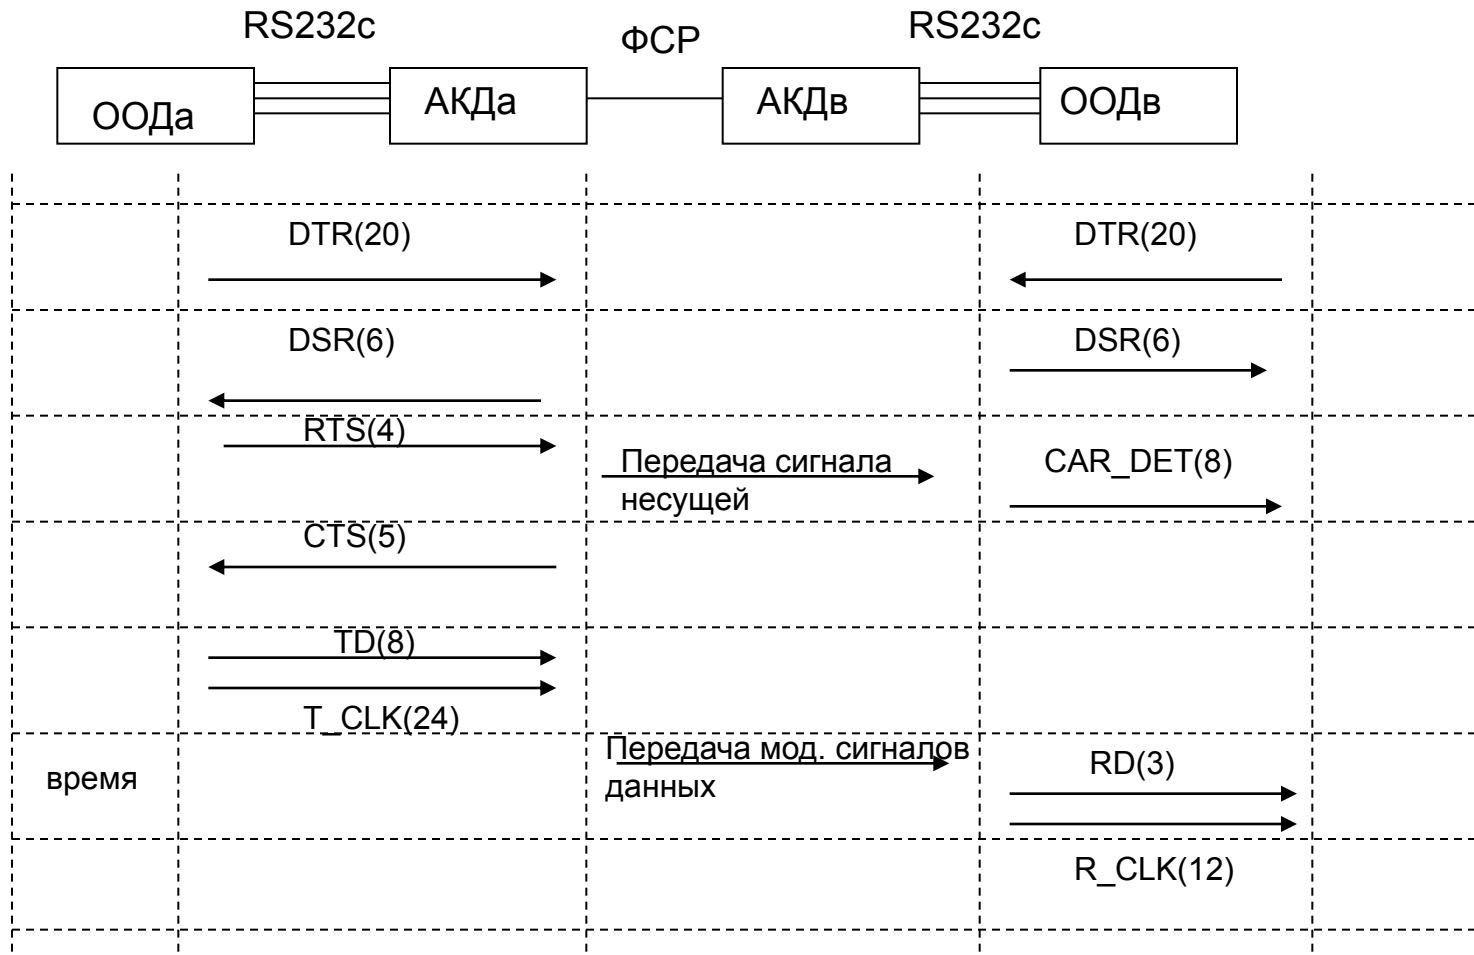 RS232c
ФСР
RS232c
ООДа
АКДа
АКДв
ООДв
DTR(20)
DTR(20)
DSR(6)
DSR(6)
RTS(4)
Передача сигнала
несущей
CAR_DET(8)
CTS(5)
TD(8)
T_CLK(24)
время
Передача мод. сигналов
данных
RD(3)
R_CLK(12)